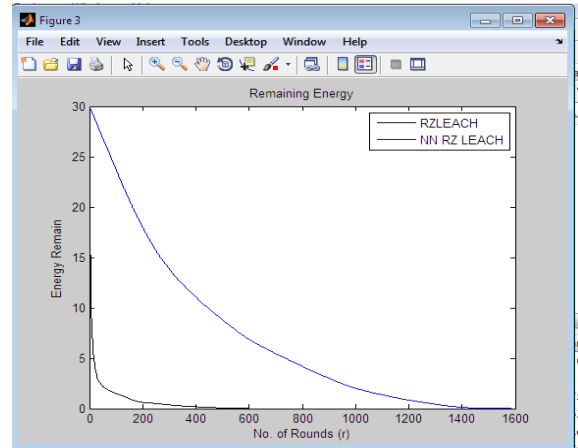 Figure 3
File Edit View Insert Tools Desktop Window Help
Remaining Energy
RZLEACH
NN RZ LEACH
Energy Remain
30
25
20
15
10
5
0
0 200 400 600 800 1000 1200 1400 1600
No. of Rounds (r)